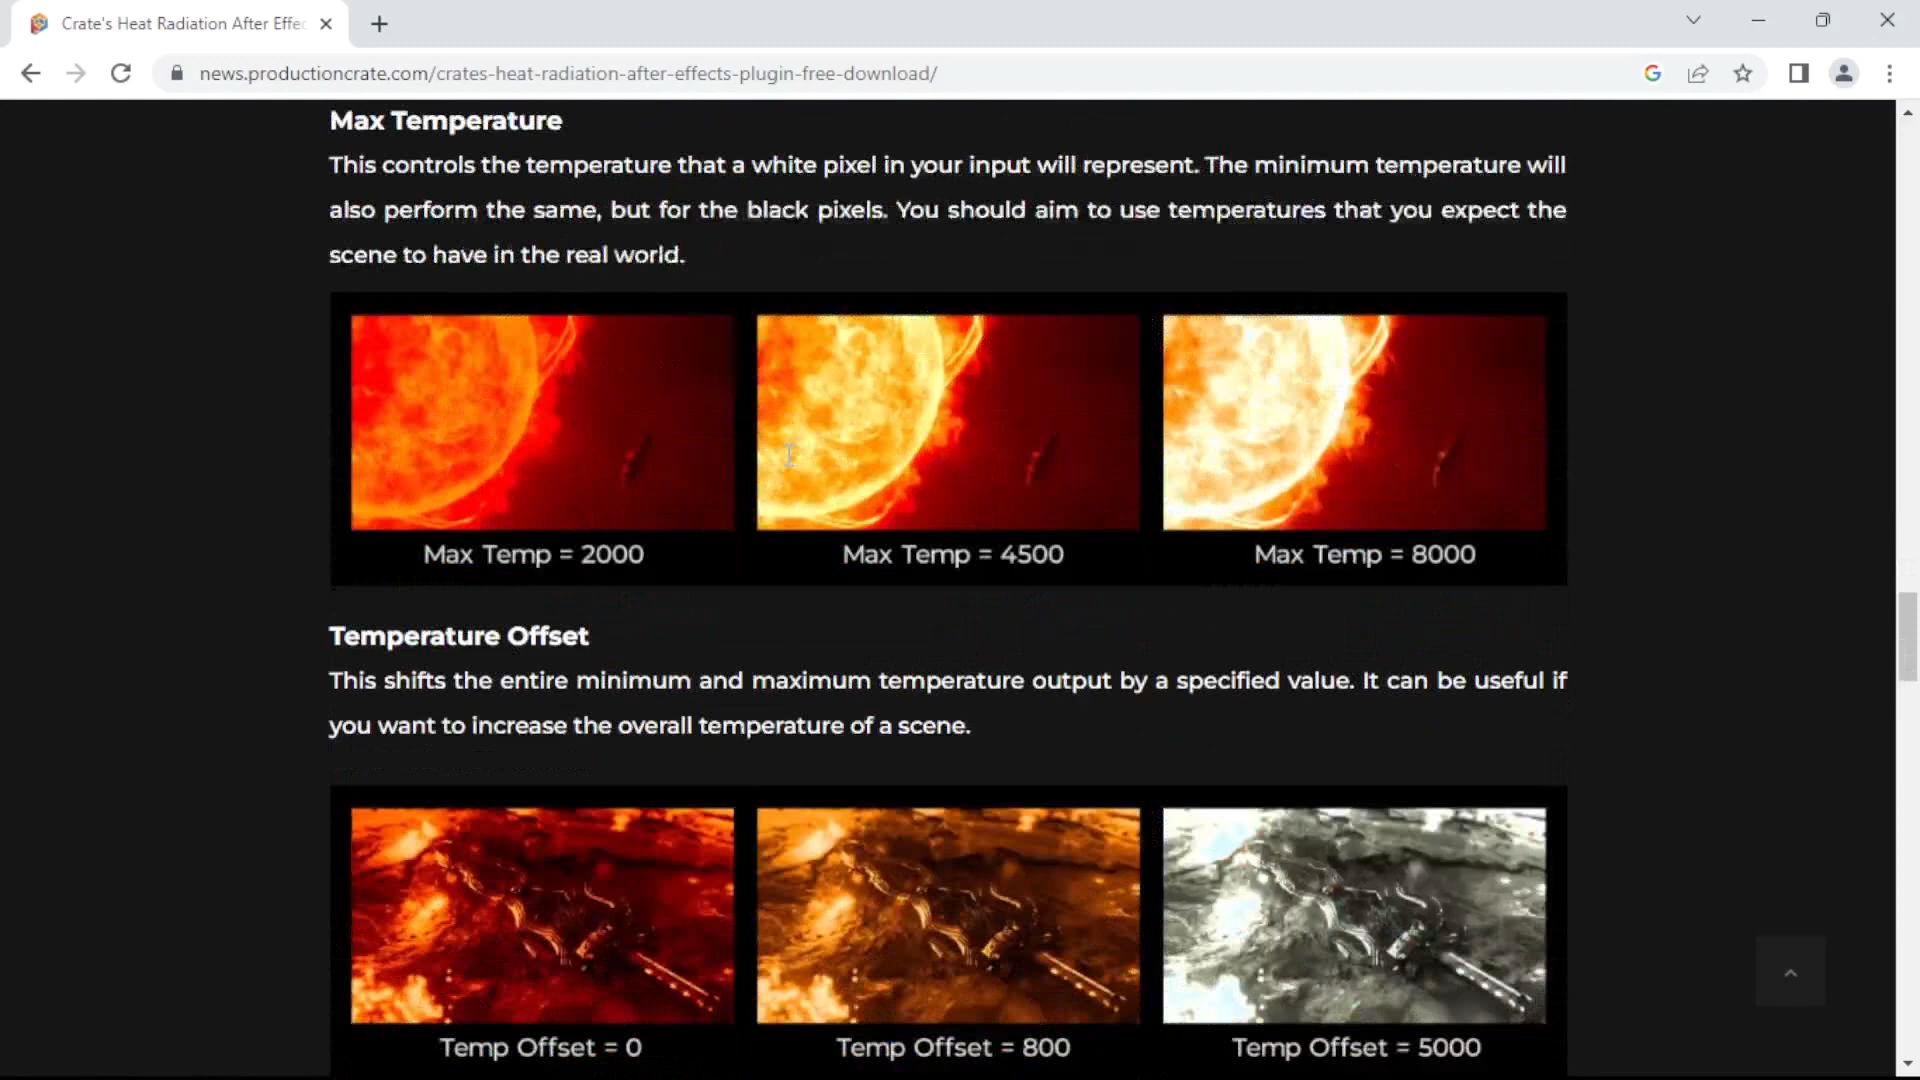 Crate's Heat Radiation After Effec
news.productioncrate.com/crates-heat-radiation-after-effects-plugin-free-download/
Max Temperature
This controls the temperature that a white pixel in your input will represent. The minimum temperature will
also perform the same, but for the black pixels. You should aim to use temperatures that you expect the
scene to have in the real world.
Max Temp = 2000
Max Temp = 4500
Max Temp = 8000
Temperature Offset
This shifts the entire minimum and maximum temperature output by a specified value. It can be useful if
you want to increase the overall temperature of a scene.
Temp Offset = 0
Temp Offset = 800
Temp Offset = 5000